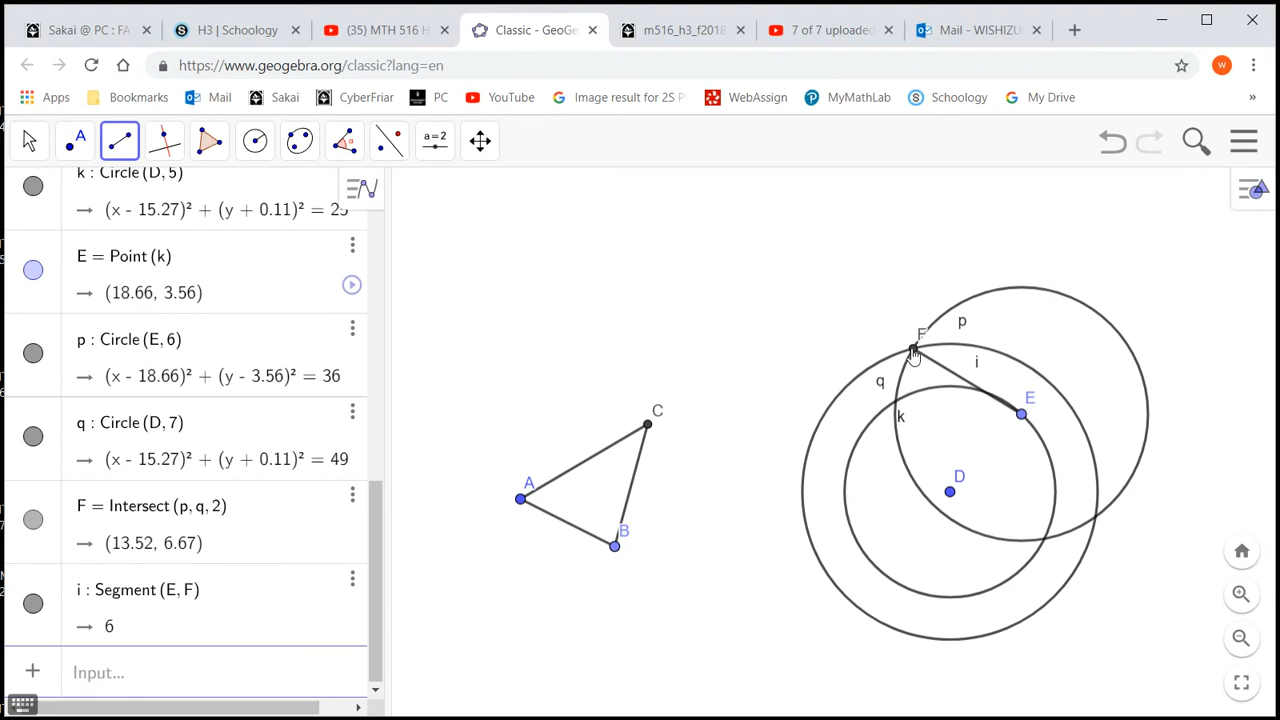 Sakai @ PC : FA
H3 | Schoology
(35) MTH 516 H
Classic - GeoGe
m516_h3_f2018
7 of 7 uploaded
Mail - WISHIZU
https://www.geogebra.org/classic?lang=en
w
Apps
Bookmarks
Mail
Sakai
CyberFriar
PC
YouTube
Image result for 2S P
WebAssign
MyMathLab
Schoology
My Drive
»
A
a=2
k : Circle (D, 5)
→ (x - 15.27)² + (y + 0.11)² = 25
E = Point (k)
→ (18.66, 3.56)
p : Circle (E, 6)
→ (x - 18.66)² + (y - 3.56)² = 36
q : Circle (D, 7)
→ (x - 15.27)² + (y + 0.11)² = 49
F = Intersect (p, q, 2)
→ (13.52, 6.67)
i : Segment (E, F)
→ 6
Input...
p
F
i
q
E
C
k
D
A
B